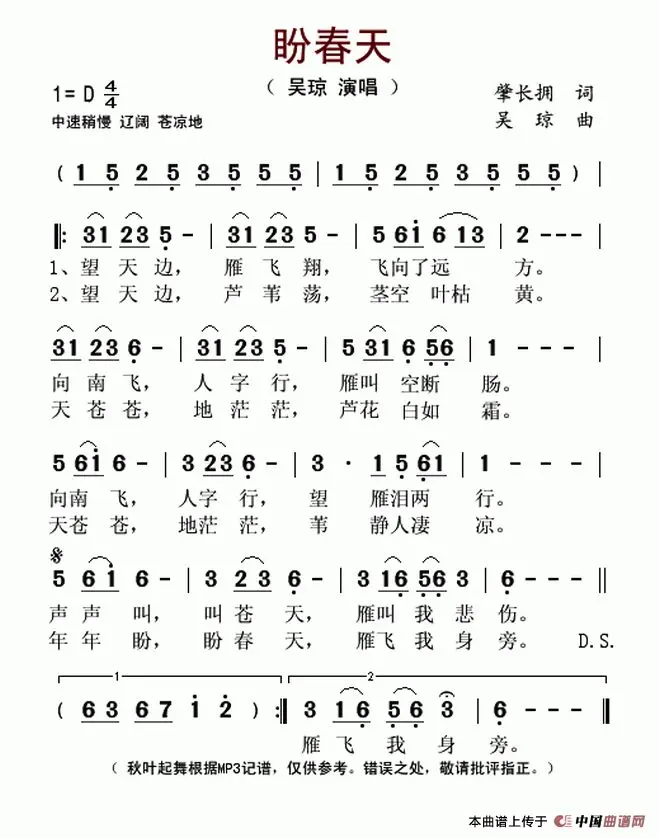 盼春天
（ 吴琼 演唱 ）
1= D 4/4
肇长拥 词
中速稍慢 辽阔 苍凉地
吴 琼 曲
( 1 5 2 5 3 5 5 5 | 1 5 2 5 3 5 5 5 ) |
‖: 31 23 5 - | 31 23 5 - | 5 61 6 13 | 2 - - - |
1、望天边， 雁飞翔， 飞向了远 方。
2、望天边， 芦苇荡， 茎空 叶枯 黄。
31 23 6 - | 31 23 5 - | 5 31 6 56 | 1 - - - |
向南飞， 人字行， 雁叫 空断 肠。
天苍苍， 地茫茫， 芦花 白如 霜。
5 61 6 - | 3 23 6 - | 3 · 1 5 61 | 1 - - - |
向南飞， 人字行， 望 雁泪两 行。
天苍苍， 地茫茫， 苇 静人凄 凉。
5 6 1 6 - | 3 2 3 6 - | 3 16 56 3 | 6 - - - ‖
声声叫， 叫苍天， 雁叫我悲伤。
年年盼， 盼春天， 雁飞我身旁。 D.S.
1 2
( 63 67 1 2 ) :‖ 3 1 6 5 6 3 | 6 - - - ‖
雁飞 我 身 旁。
（ 秋叶起舞根据MP3记谱，仅供参考。错误之处，敬请批评指正。）
本曲谱上传于 中国曲谱网